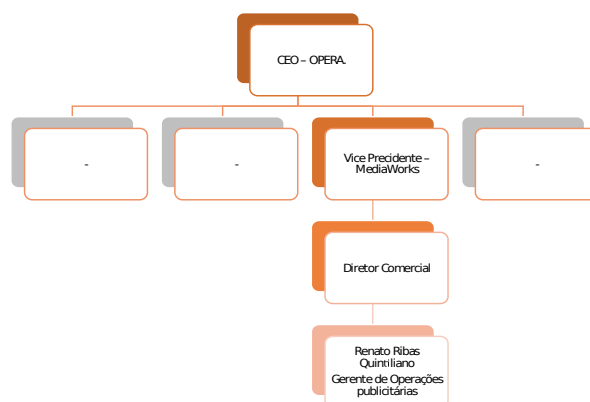 CEO – OPERA.
-
-
Vice Precidente –
MediaWorks
-
Diretor Comercial
Renato Ribas
Quintiliano
Gerente de Operações
publicitárias